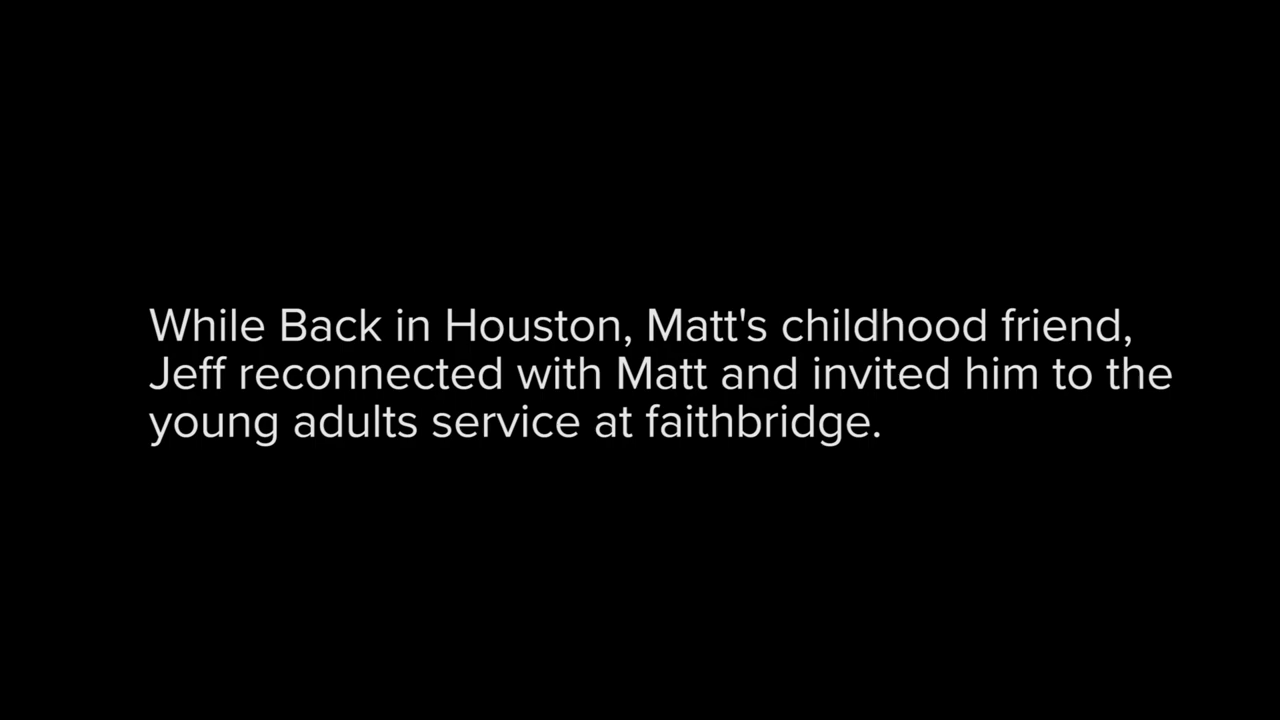 While Back in Houston, Matt's childhood friend,
Jeff reconnected with Matt and invited him to the
young adults service at faithbridge.